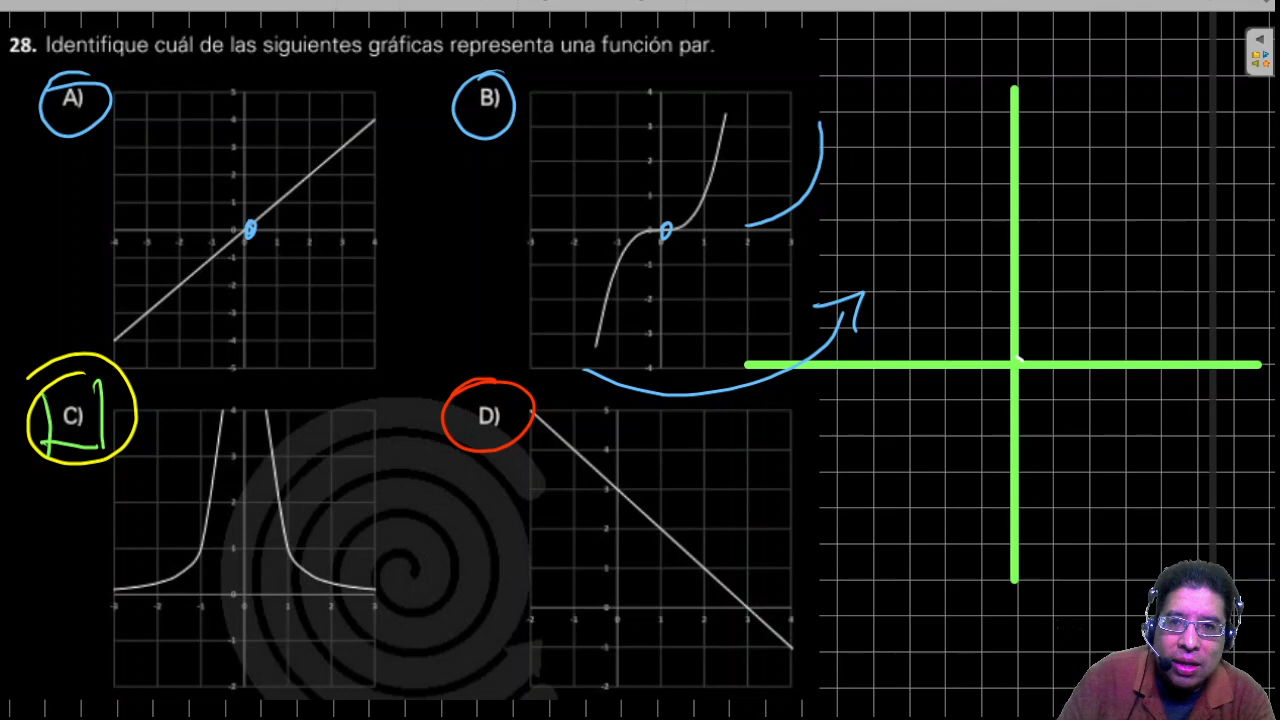 28. Identifique cuál de las siguientes gráficas representa una función par.
A)
B)
C)
D)